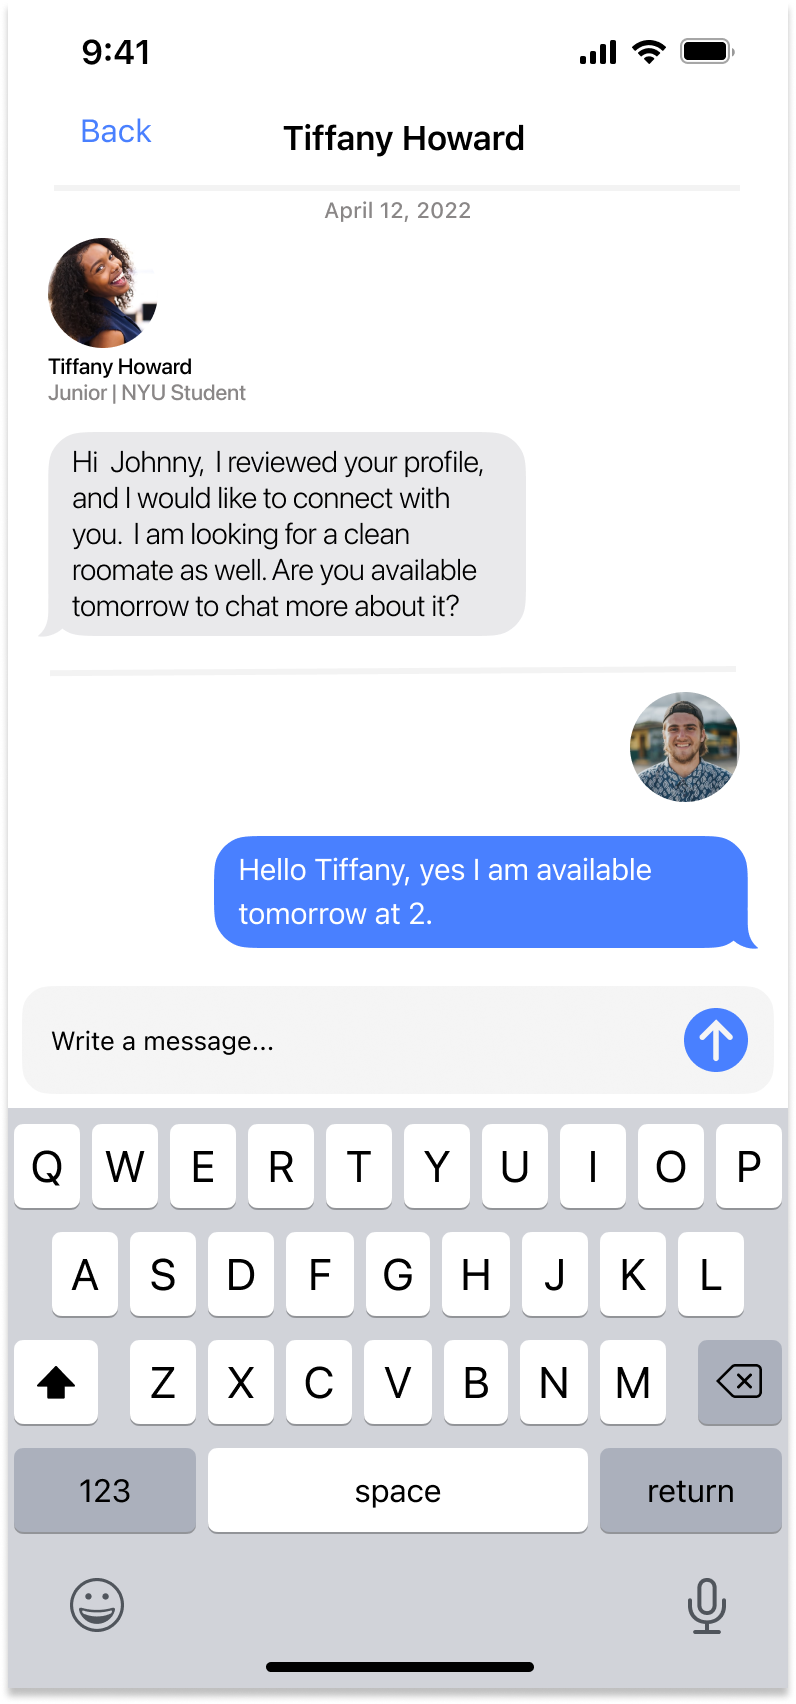 9:41
Back
Tiffany Howard
April 12, 2022
Tiffany Howard
Junior | NYU Student
Hi  Johnny,  I reviewed your profile,
and I would like to connect with
you.  I am looking for a clean
roomate as well. Are you available
tomorrow to chat more about it?
Hello Tiffany, yes I am available
tomorrow at 2.
Write a message...
Q W E R T Y U I O P
A S D F G H J K L
Z X C V B N M
123 space return